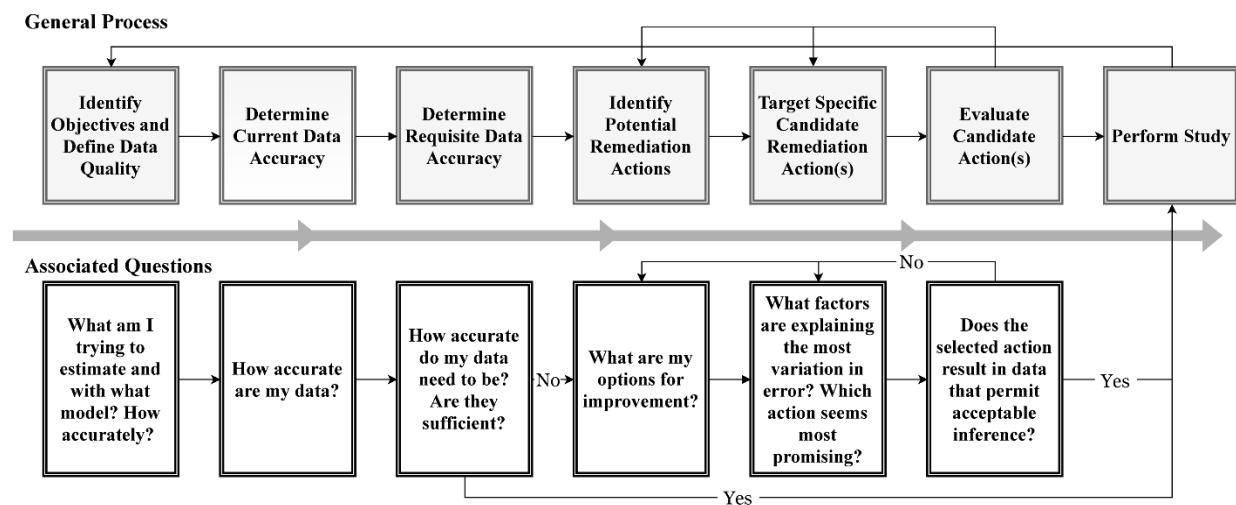 General Process
Identify
Objectives and
Define Data
Quality
Determine
Current Data
Accuracy
Determine
Requisite Data
Accuracy
Identify
Potential
Remediation
Actions
Target Specific
Candidate
Remediation
Action(s)
Evaluate
Candidate
Action(s)
Perform Study
Associated Questions
What am I
trying to
estimate and
with what
model? How
accurately?
How accurate
are my data?
How accurate
do my data
need to be?
Are they
sufficient?
No
What are my
options for
improvement?
What factors
are explaining
the most
variation in
error? Which
action seems
most
promising?
No
Does the
selected action
result in data
that permit
acceptable
inference?
Yes
Yes